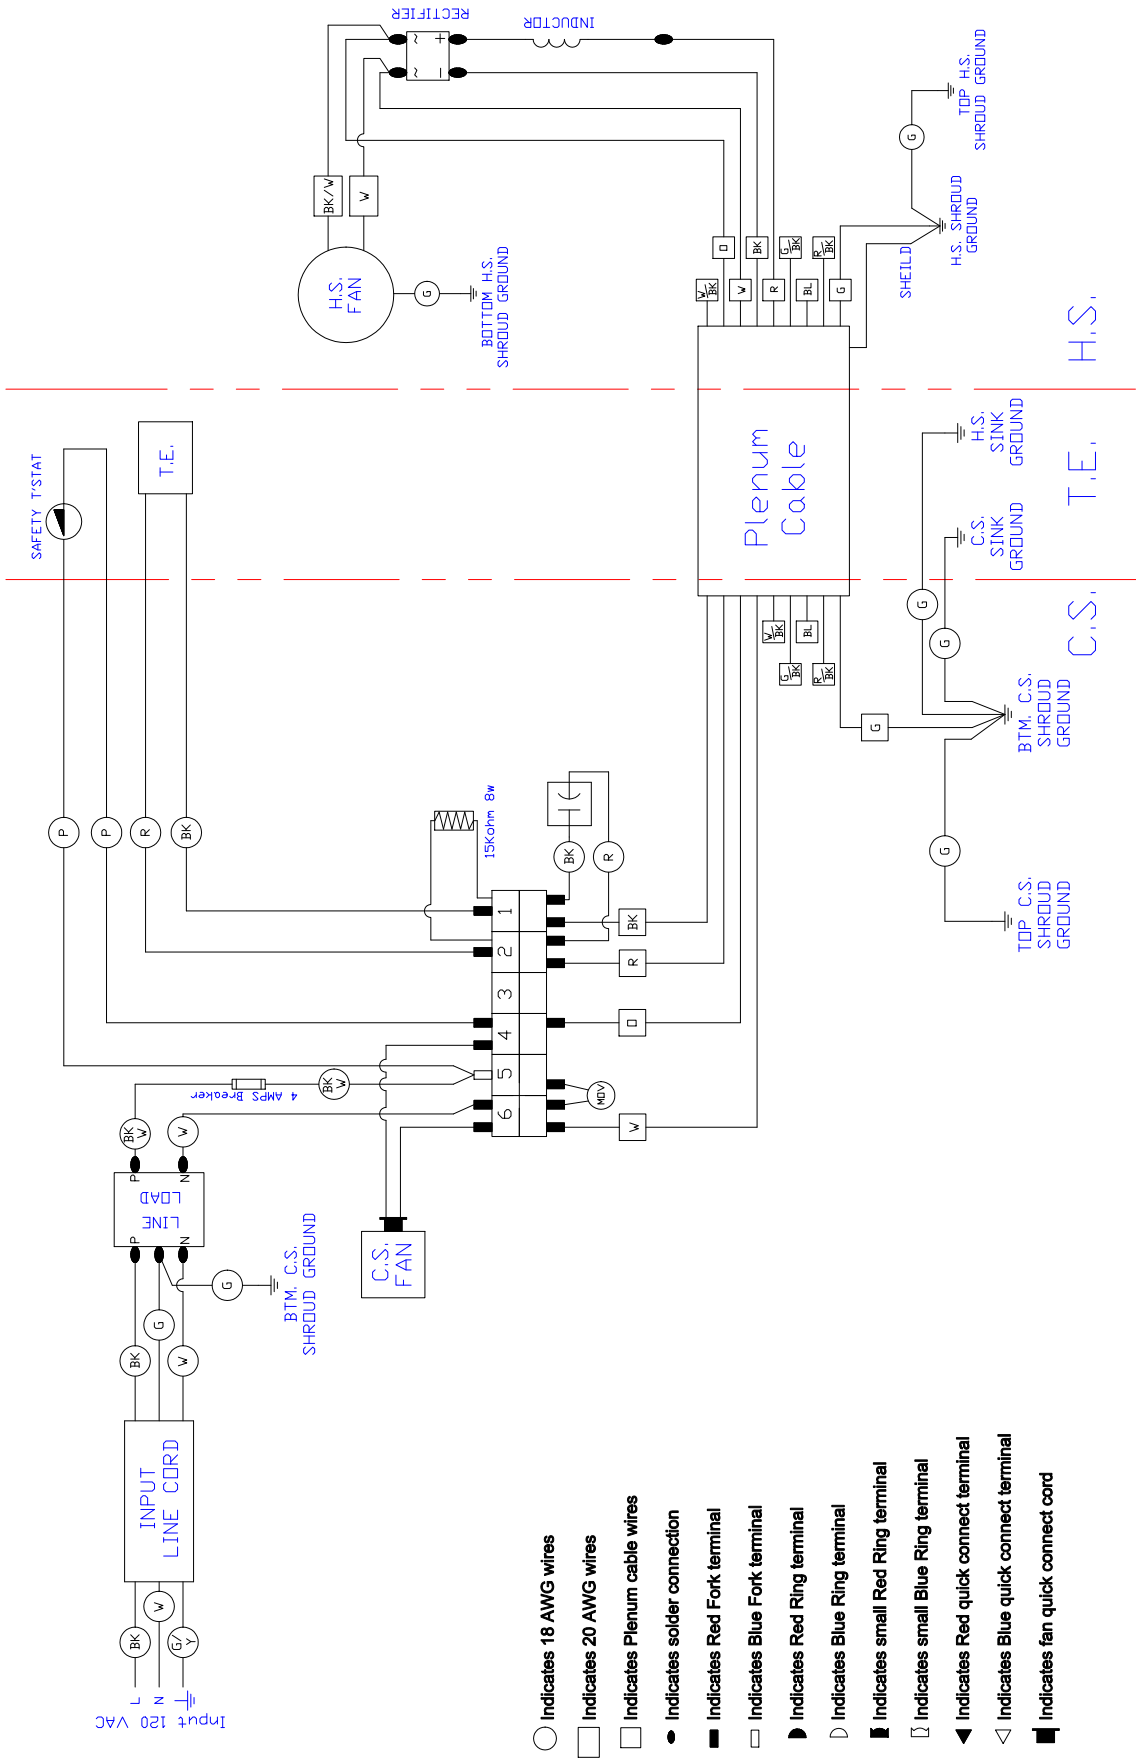 Input 120 VAC
L
N
BK
W
G/
Y
INPUT
LINE CORD
BK
G
W
P
N
LINE
LOAD
P
N
G
BTM. C.S.
SHROUD GROUND
BK
W
W
4 AMPS Breaker
BK
W
C.S.
FAN
6
5
4
3
2
1
MOV
W
O
R
BK
15Kohm 8w
BK
R
P
P
R
BK
SAFETY T'STAT
T.E.
H.S.
FAN
G
BOTTOM H.S.
SHROUD GROUND
BK/W
W
RECTIFIER
~
~
+
−
INDUCTOR
Plenum
Cable
W/
BK
G/
BK
BL
R/
BK
G
W/
BK
O
W
BK
R
G/
BK
BL
R/
BK
G
SHEILD
H.S. SHROUD
GROUND
G
TOP H.S.
SHROUD GROUND
G
G
G
TOP C.S.
SHROUD
GROUND
BTM. C.S.
SHROUD
GROUND
C.S.
SINK
GROUND
H.S.
SINK
GROUND
C.S.
T.E.
H.S.
Indicates 18 AWG wires
Indicates 20 AWG wires
Indicates Plenum cable wires
Indicates solder connection
Indicates Red Fork terminal
Indicates Blue Fork terminal
Indicates Red Ring terminal
Indicates Blue Ring terminal
Indicates small Red Ring terminal
Indicates small Blue Ring terminal
Indicates Red quick connect terminal
Indicates Blue quick connect terminal
Indicates fan quick connect cord